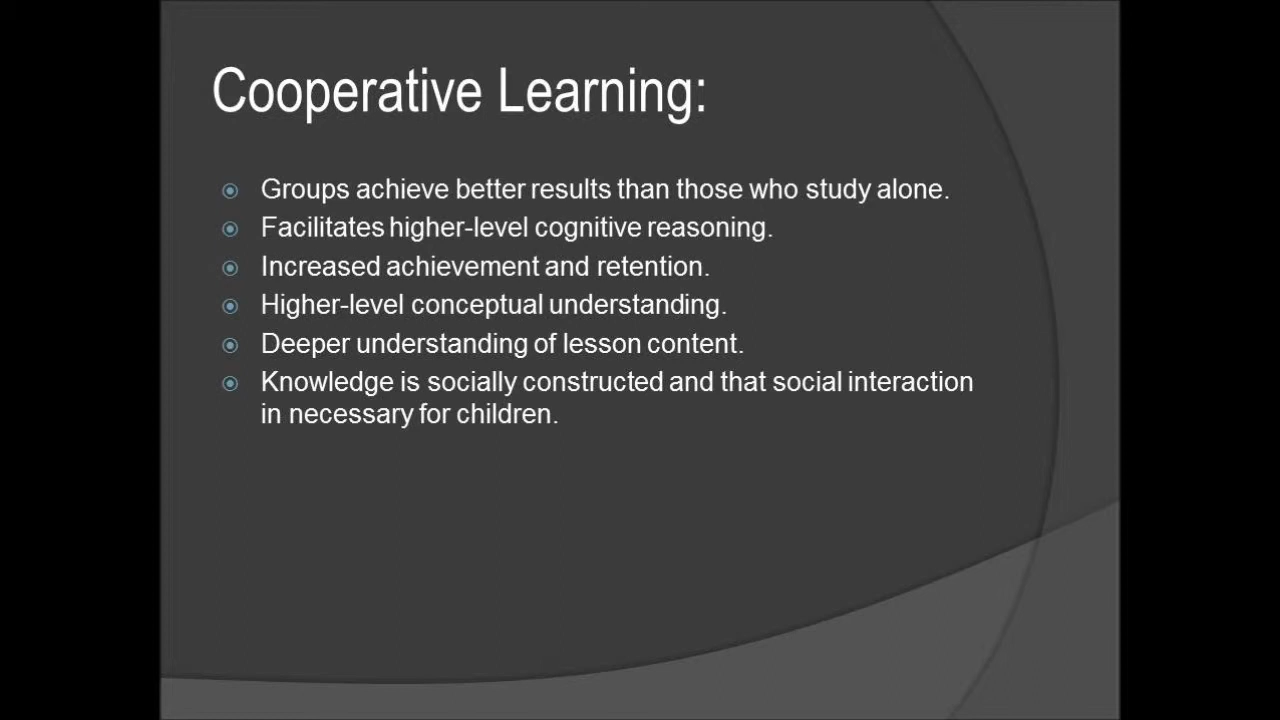 Cooperative Learning:
Groups achieve better results than those who study alone.
Facilitates higher-level cognitive reasoning.
Increased achievement and retention.
Higher-level conceptual understanding.
Deeper understanding of lesson content.
Knowledge is socially constructed and that social interaction
in necessary for children.